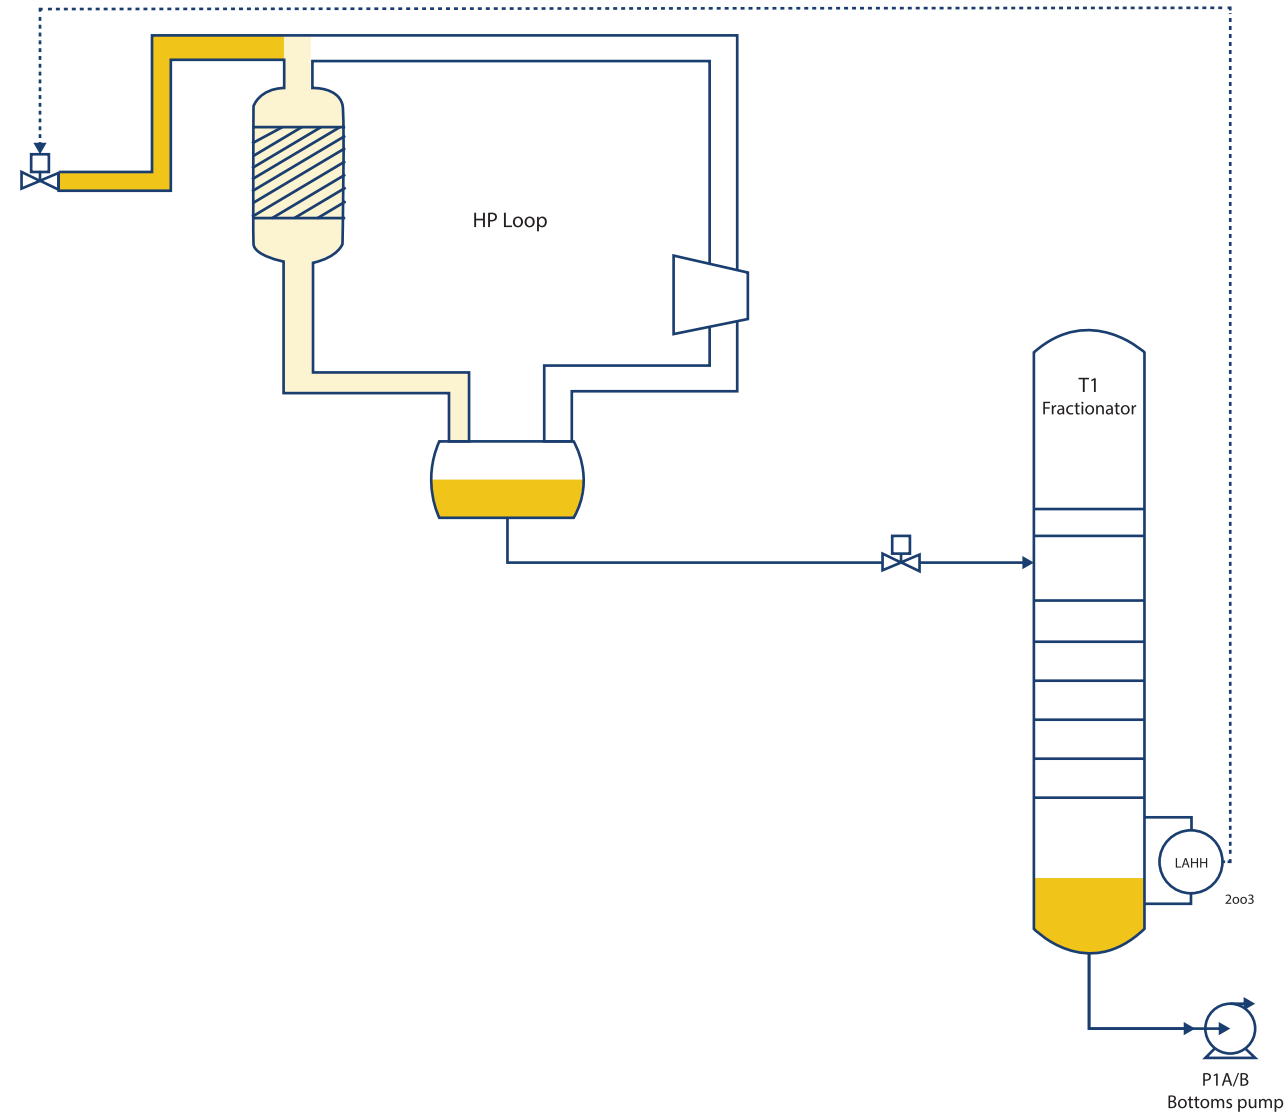 HP Loop
T1
Fractionator
LAHH
2oo3
P1A/B
Bottoms pump